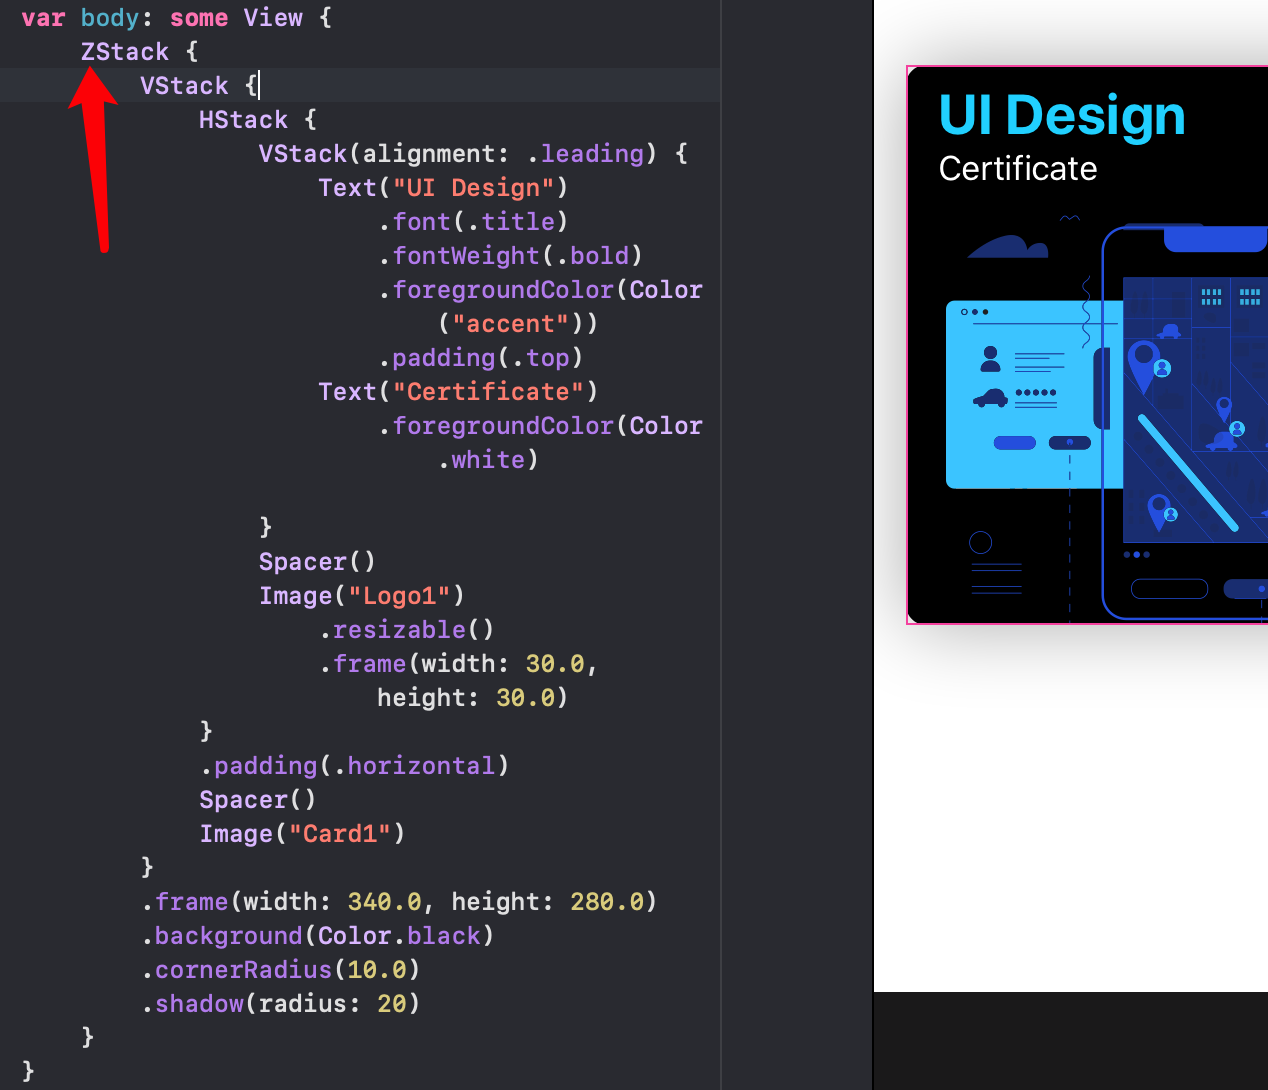 var body: some View {
ZStack {
VStack {
HStack {
VStack(alignment: .leading) {
Text("UI Design")
.font(.title)
.fontWeight(.bold)
.foregroundColor(Color
("accent"))
.padding(.top)
Text("Certificate")
.foregroundColor(Color
.white)
}
Spacer()
Image("Logo1")
.resizable()
.frame(width: 30.0,
height: 30.0)
}
.padding(.horizontal)
Spacer()
Image("Card1")
}
.frame(width: 340.0, height: 280.0)
.background(Color.black)
.cornerRadius(10.0)
.shadow(radius: 20)
}
}
UI Design
Certificate